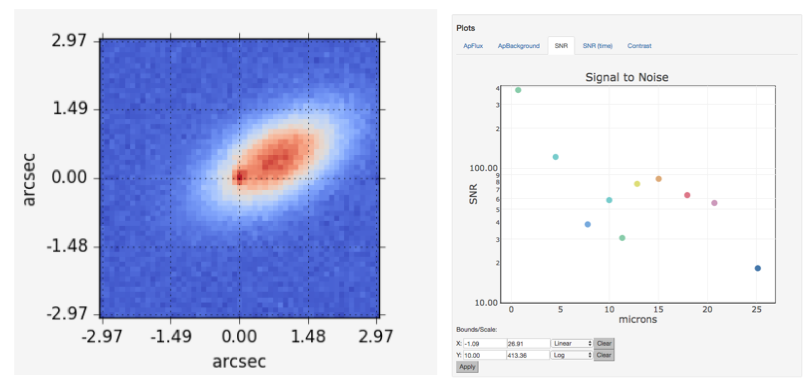 2.97
1.49
0.00
-1.48
-2.97
arcsec
-2.97 -1.49 0.00 1.48 2.97
arcsec
Plots
ApFlux ApBackground SNR SNR (time) Contrast
Signal to Noise
4
3
2
100.00
9
8
7
6
5
4
3
2
10.00
SNR
0 5 10 15 20 25
microns
Bounds/Scale:
X: -1.09 26.91 Linear Clear
Y: 10.00 413.36 Log Clear
Apply